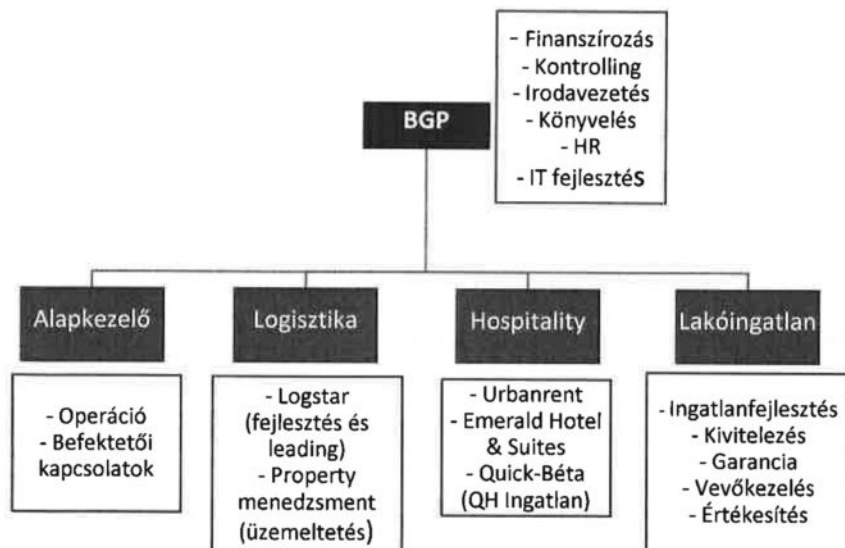 BGP
- Finanszírozás
- Kontrolling
- Irodavezetés
- Könyvelés
- HR
- IT fejlesztés
Alapkezelő
- Operáció
- Befektetői
kapcsolatok
Logisztika
- Logstar
(fejlesztés és
leading)
- Property
menedzsment
(üzemeltetés)
Hospitality
- Urbanrent
- Emerald Hotel
& Suites
- Quick-Béta
(QH Ingatlan)
Lakóingatlan
- Ingatlanfejlesztés
- Kivitelezés
- Garancia
- Vevőkezelés
- Értékesítés